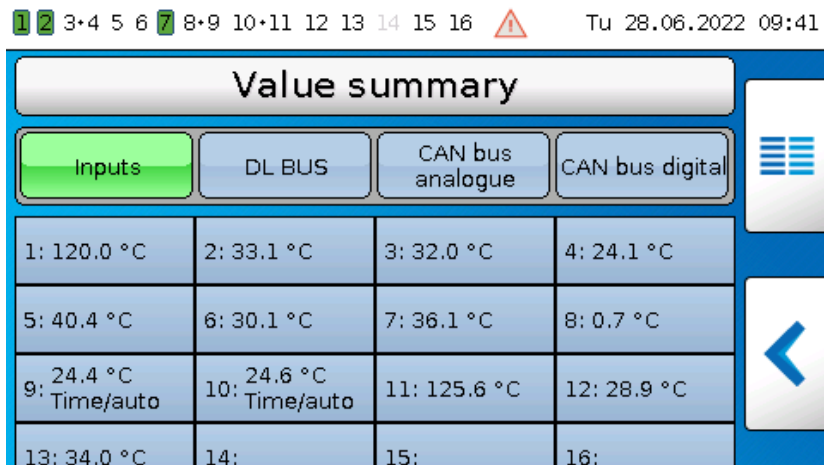 1 2 3•4 5 6 7 8•9 10•11 12 13 14 15 16 Tu 28.06.2022 09:41
Value summary
Inputs DL BUS CAN bus analogue CAN bus digital
1: 120.0 °C 2: 33.1 °C 3: 32.0 °C 4: 24.1 °C
5: 40.4 °C 6: 30.1 °C 7: 36.1 °C 8: 0.7 °C
9: 24.4 °C Time/auto 10: 24.6 °C Time/auto 11: 125.6 °C 12: 28.9 °C
13: 34.0 °C 14: 15: 16: